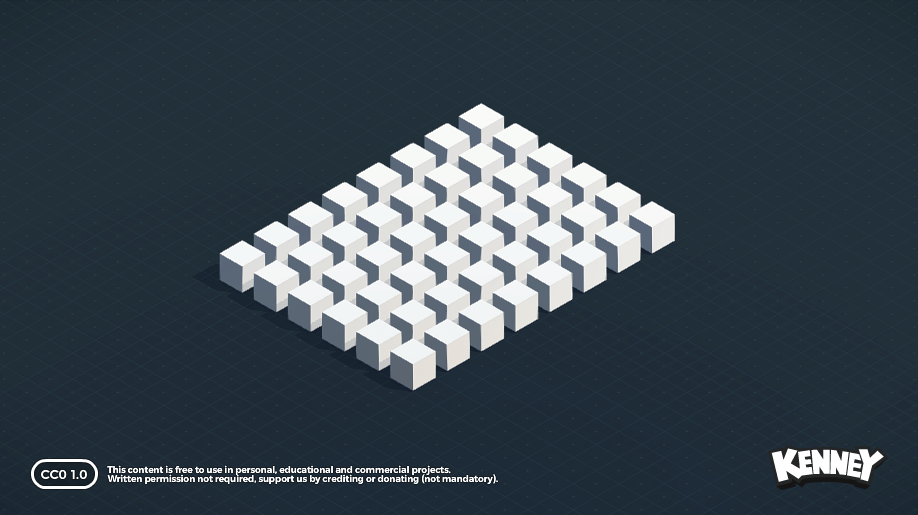 CC0 1.0
This content is free to use in personal, educational and commercial projects.
Written permission not required, support us by crediting or donating (not mandatory).
KENNEY